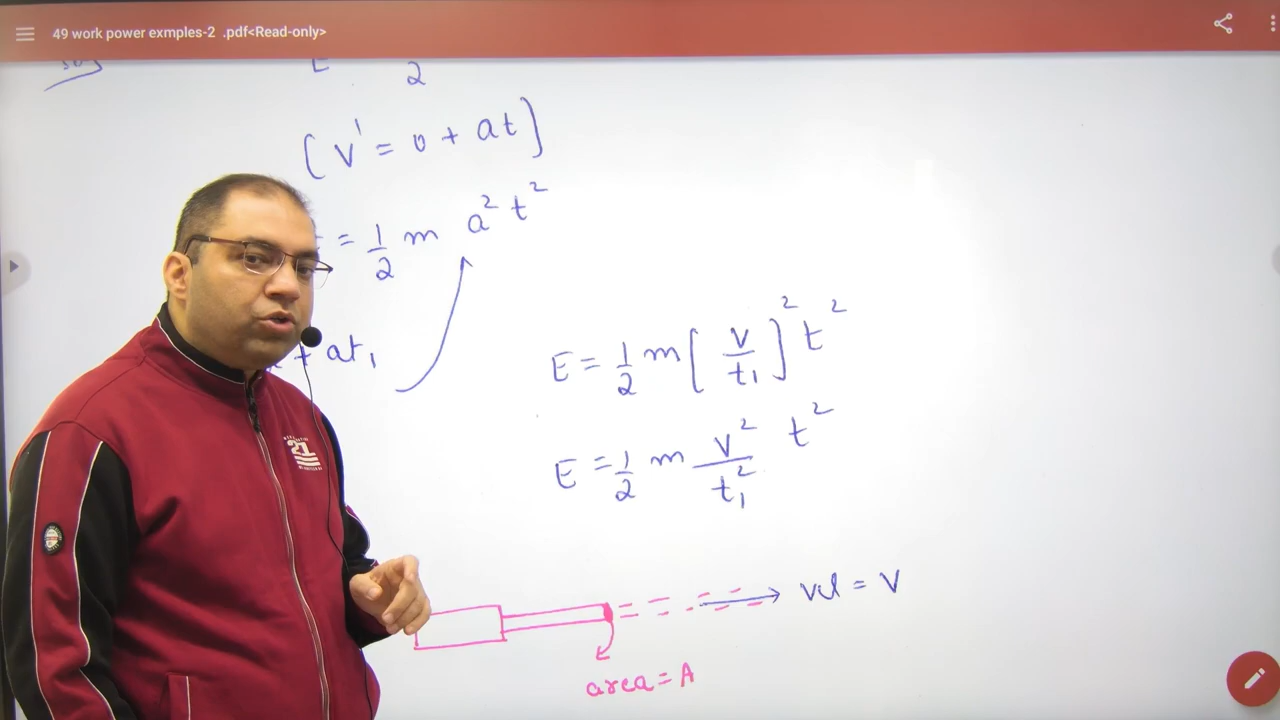 49 work power exmples-2 .pdf<Read-only>
E 2
[v' = 0 + at]
= 1/2 m a² t²
+ at₁
E = 1/2 m [v/t₁]² t²
E = 1/2 m v²/t₁² t²
21
vel = v
area = A